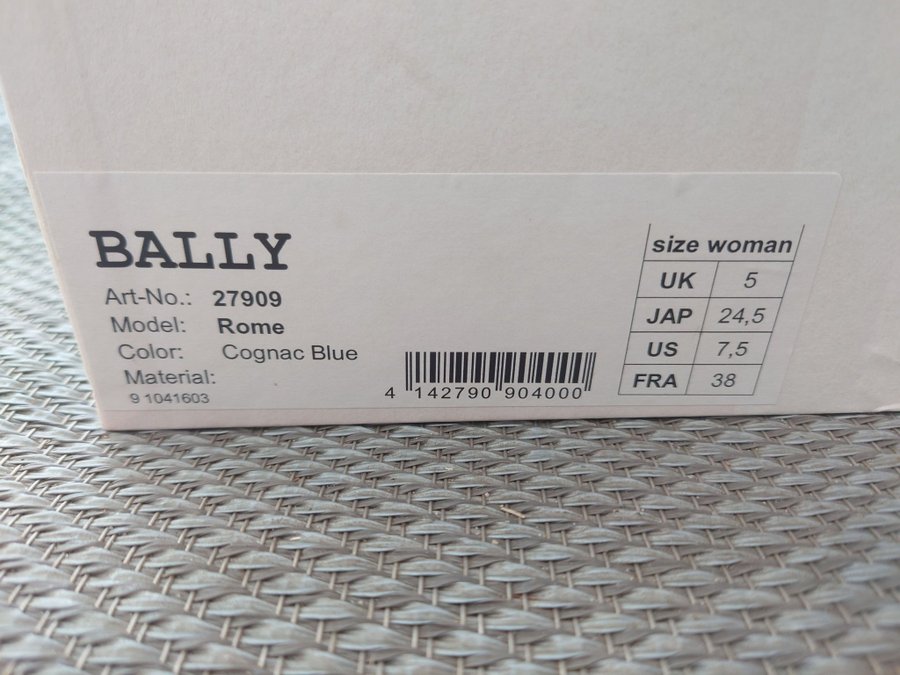 BALLY
Art-No.: 27909
Model: Rome
Color: Cognac Blue
Material:
9 1041603
4 142790 904000
size woman
UK 5
JAP 24,5
US 7,5
FRA 38